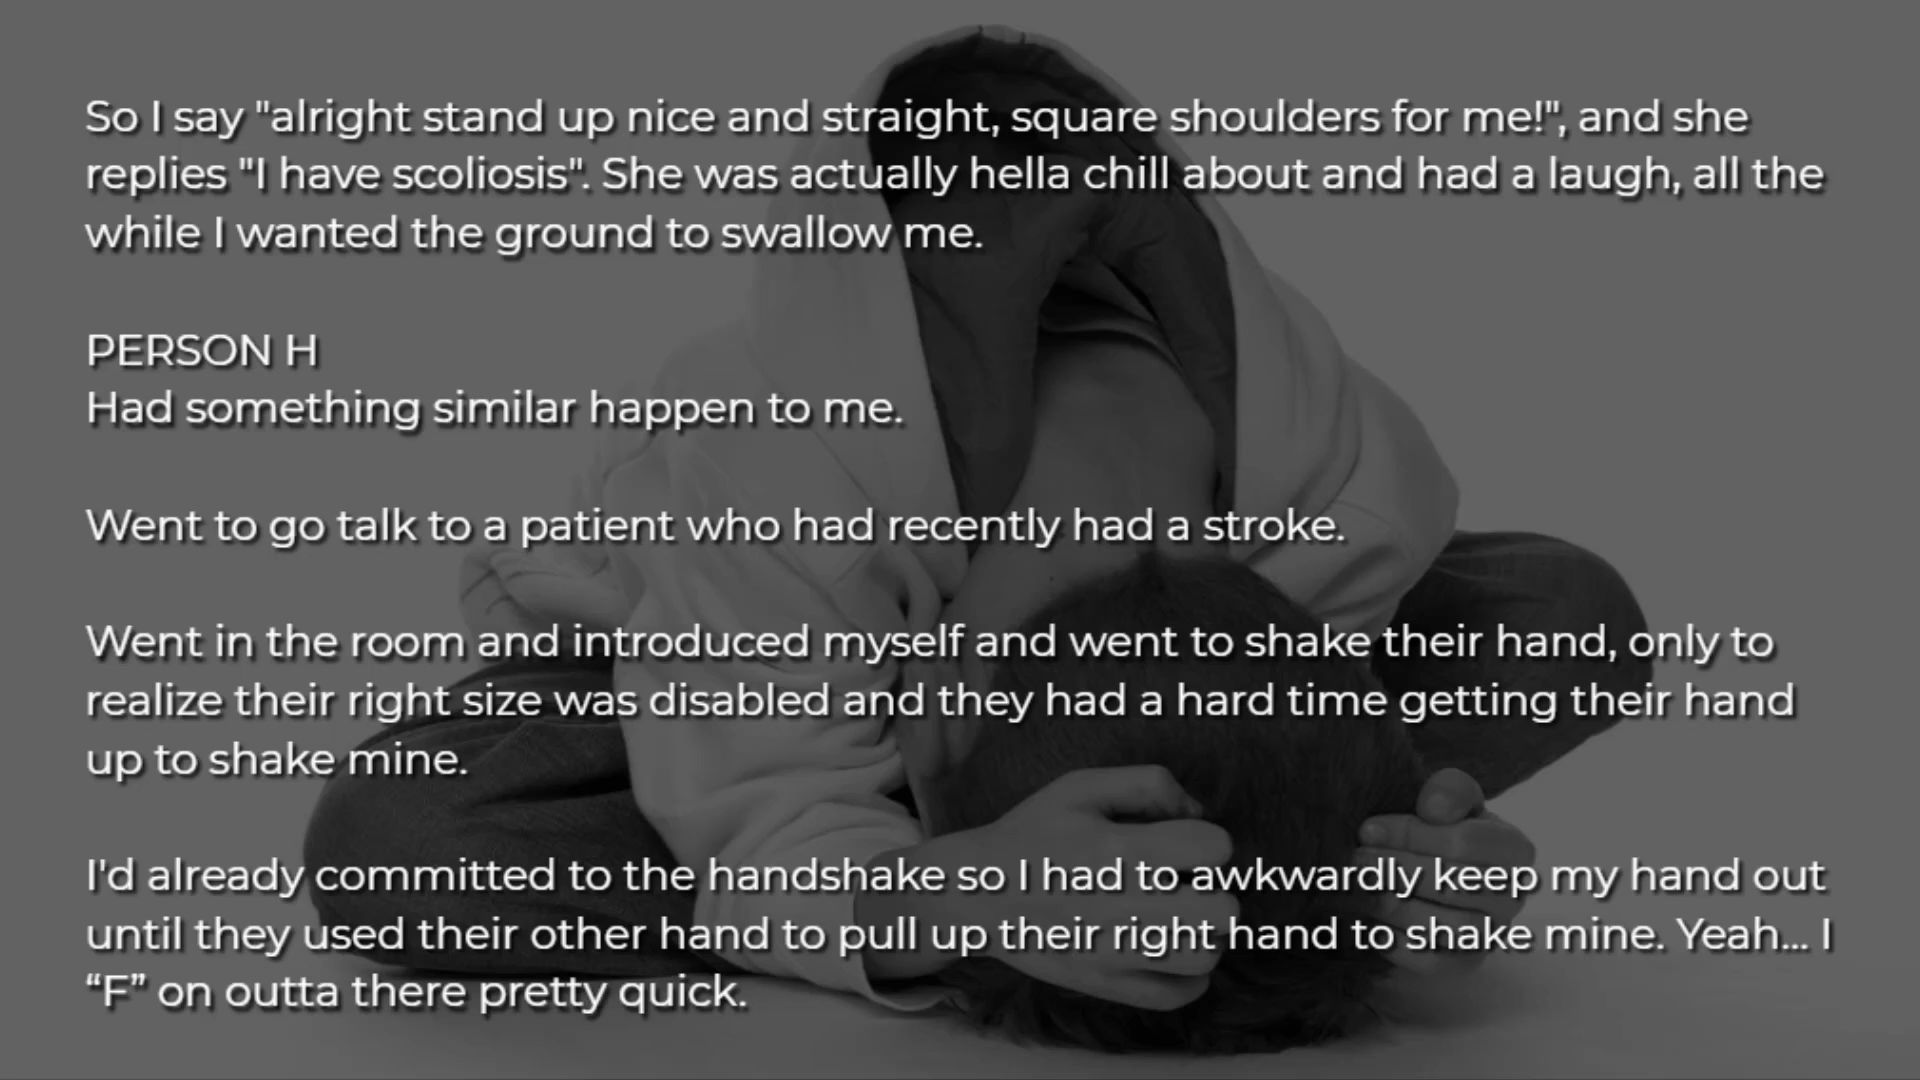 So I say "alright stand up nice and straight, square shoulders for me!", and she
replies "I have scoliosis". She was actually hella chill about and had a laugh, all the
while I wanted the ground to swallow me.
PERSON H
Had something similar happen to me.
Went to go talk to a patient who had recently had a stroke.
Went in the room and introduced myself and went to shake their hand, only to
realize their right size was disabled and they had a hard time getting their hand
up to shake mine.
I'd already committed to the handshake so I had to awkwardly keep my hand out
until they used their other hand to pull up their right hand to shake mine. Yeah... I
“F” on outta there pretty quick.